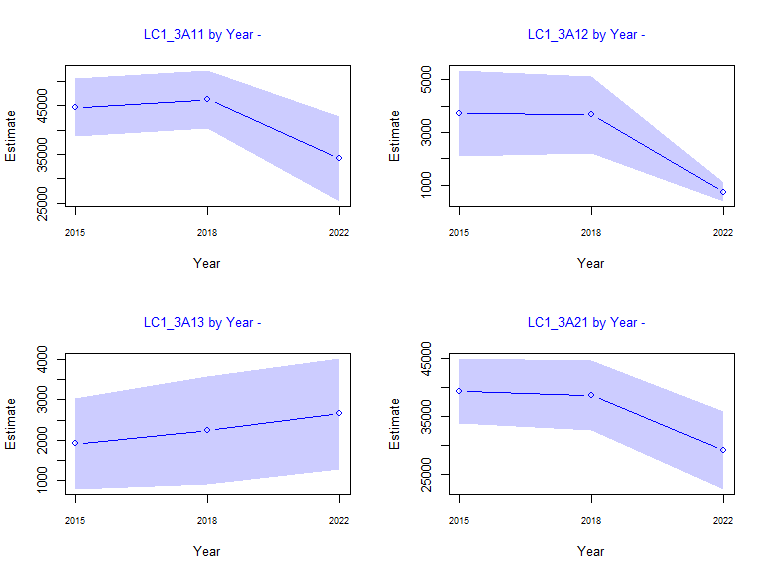 LC1_3A11 by Year -
Estimate
45000
35000
25000
2015
2018
2022
Year
LC1_3A12 by Year -
Estimate
5000
3000
1000
2015
2018
2022
Year
LC1_3A13 by Year -
Estimate
4000
3000
2000
1000
2015
2018
2022
Year
LC1_3A21 by Year -
Estimate
45000
35000
25000
2015
2018
2022
Year